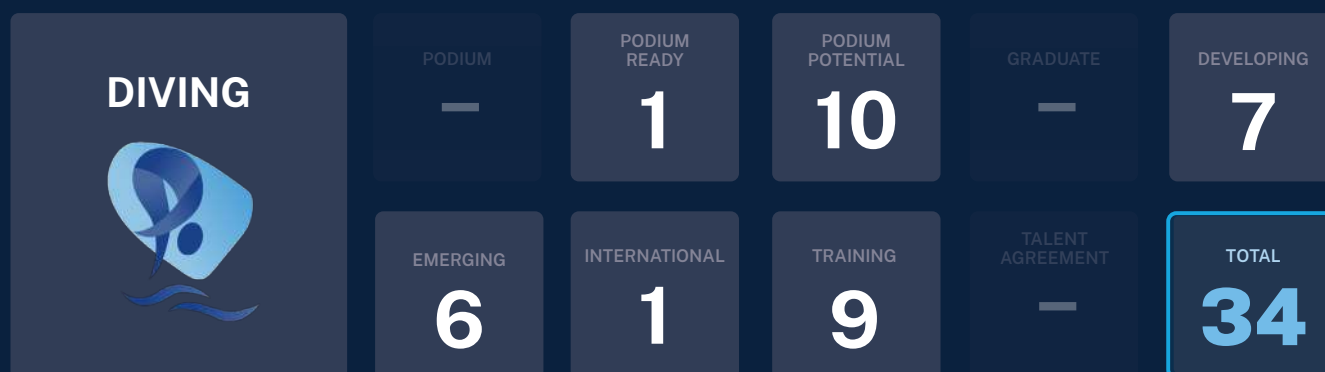 DIVING
PODIUM
–
PODIUM
READY
1
PODIUM
POTENTIAL
10
GRADUATE
–
DEVELOPING
7
EMERGING
6
INTERNATIONAL
1
TRAINING
9
TALENT
AGREEMENT
–
TOTAL
34